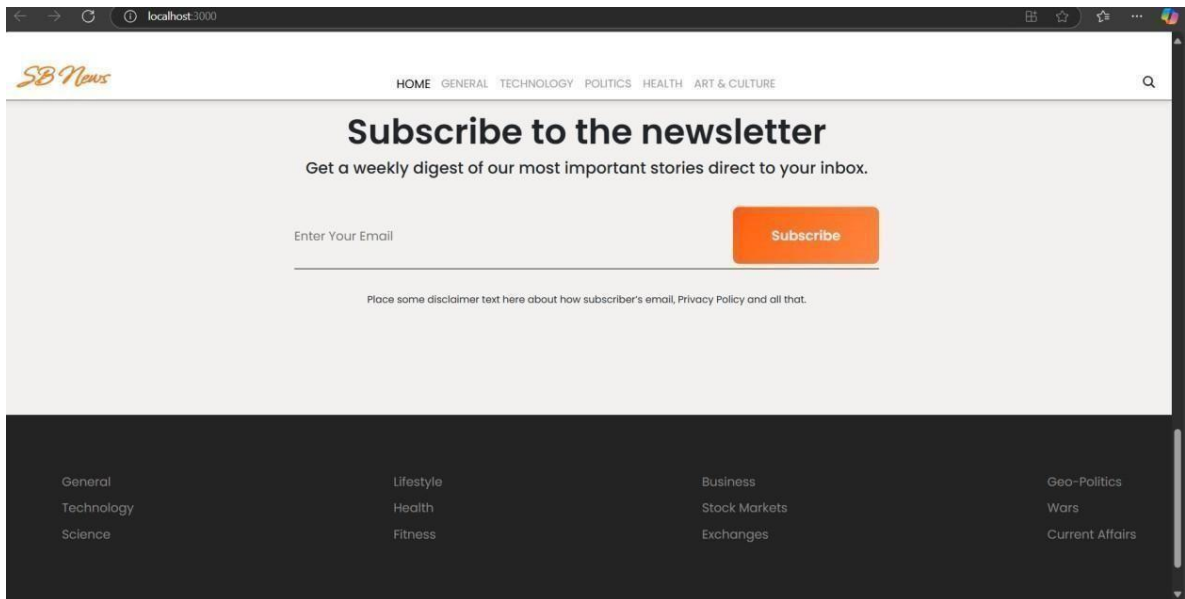 localhost:3000
SB News
HOME GENERAL TECHNOLOGY POLITICS HEALTH ART & CULTURE
Subscribe to the newsletter
Get a weekly digest of our most important stories direct to your inbox.
Enter Your Email
Subscribe
Place some disclaimer text here about how subscriber's email, Privacy Policy and all that.
General Lifestyle Business Geo-Politics
Technology Health Stock Markets Wars
Science Fitness Exchanges Current Affairs